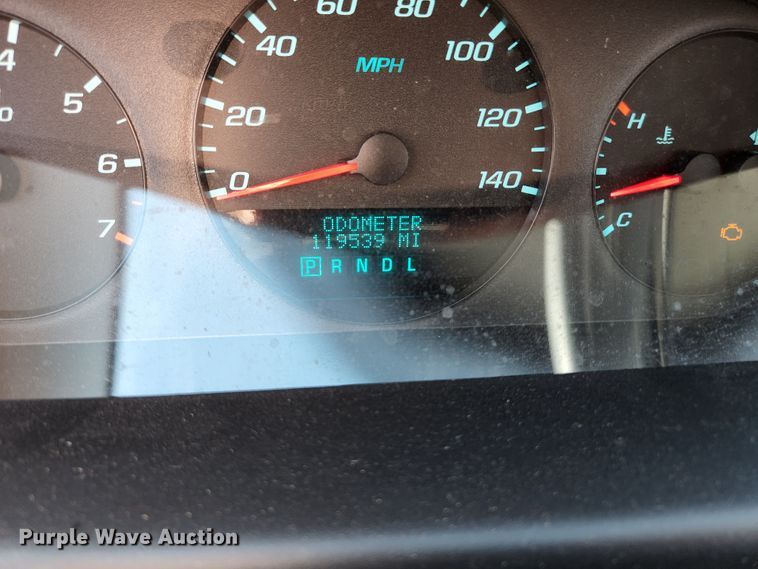 60 80
4 40 100
5 MPH
20 120 H
6
0 140
7 ODOMETER C
119539 MI
P R N D L
Purple Wave Auction